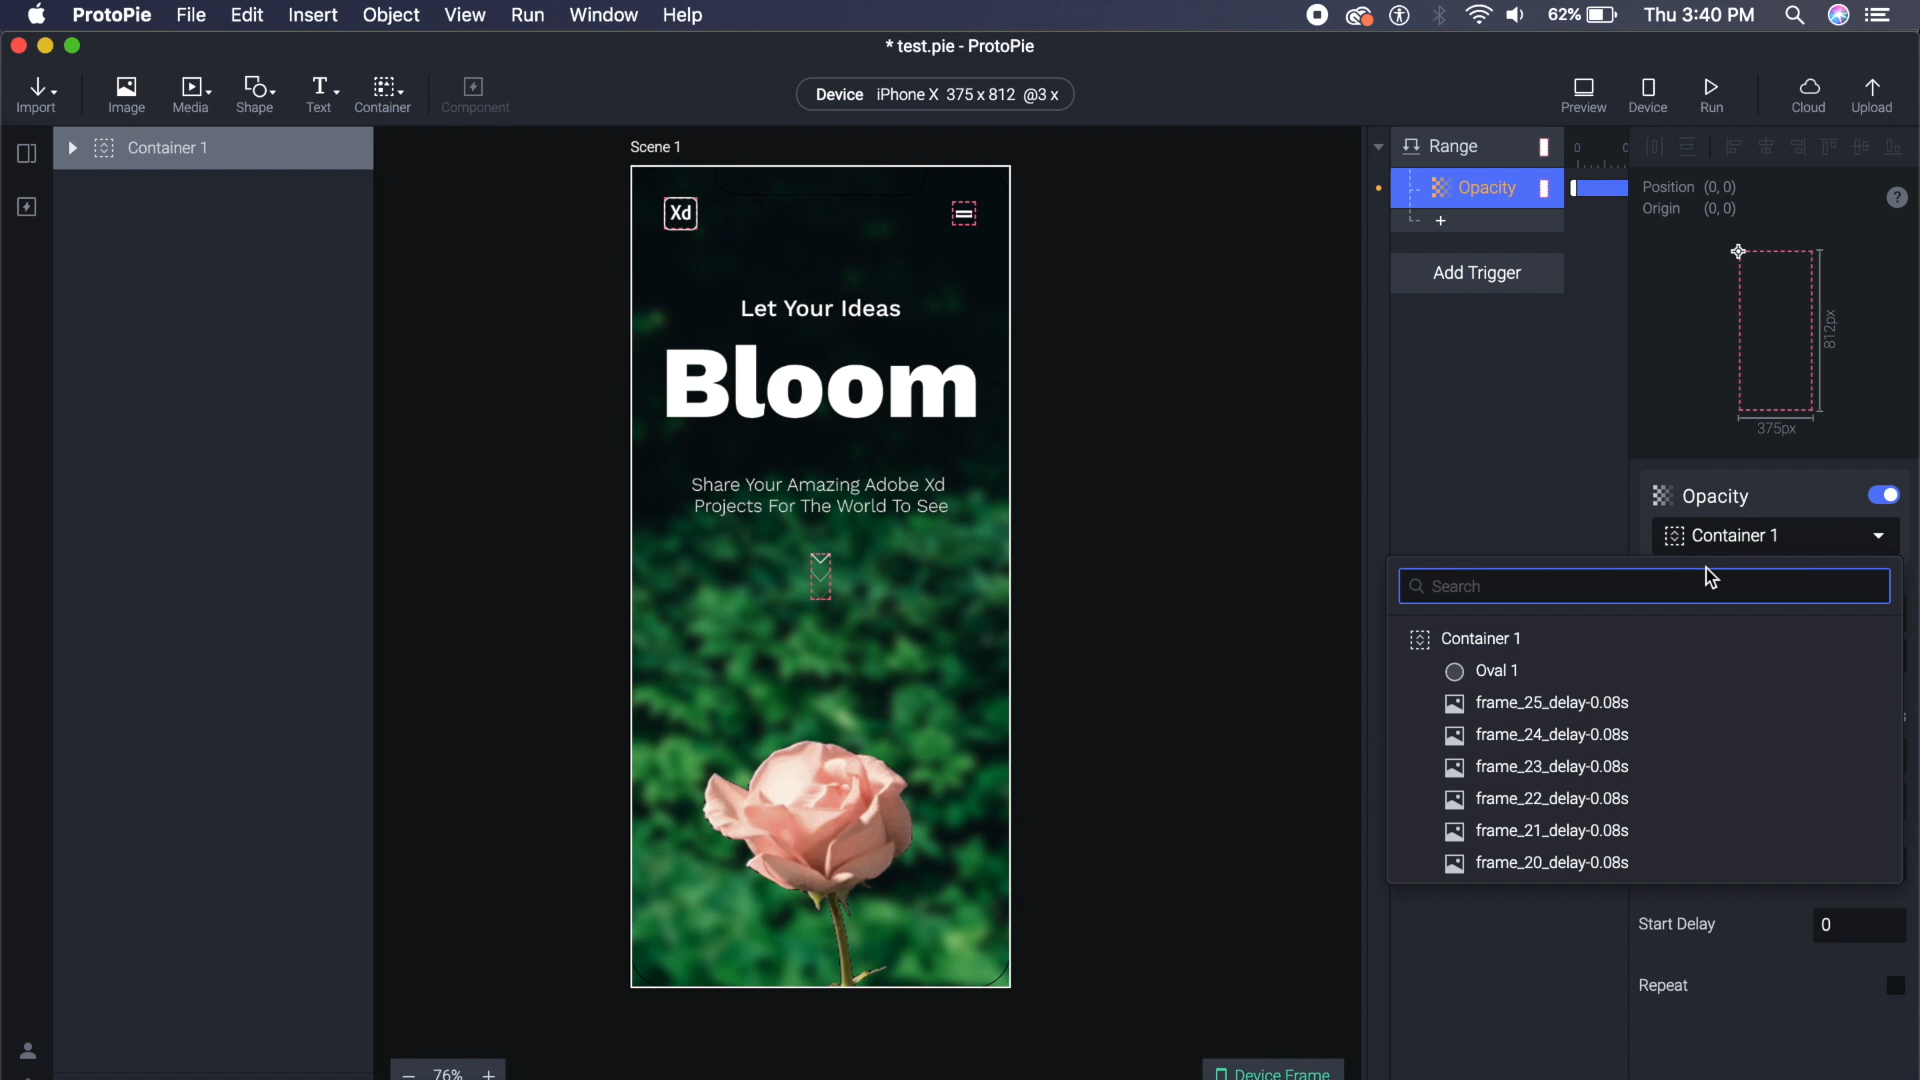 ProtoPie File Edit Insert Object View Run Window Help
62% Thu 3:40 PM
* test.pie - ProtoPie
Import Image Media Shape Text Container Component
Device iPhone X 375 x 812 @3 x
Preview Device Run Cloud Upload
Container 1
Scene 1
Xd
Let Your Ideas
Bloom
Share Your Amazing Adobe Xd
Projects For The World To See
76%
Device Frame
Range
0
Opacity
+
Add Trigger
Position (0, 0)
Origin (0, 0)
?
812px
375px
Opacity
Container 1
Search
Container 1
Oval 1
frame_25_delay-0.08s
frame_24_delay-0.08s
frame_23_delay-0.08s
frame_22_delay-0.08s
frame_21_delay-0.08s
frame_20_delay-0.08s
Start Delay 0
Repeat